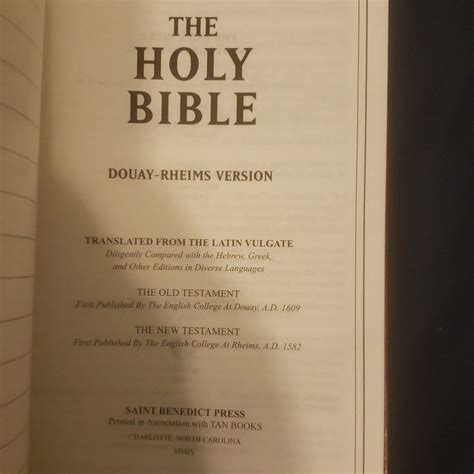 THE
HOLY
BIBLE
DOUAY-RHEIMS VERSION
TRANSLATED FROM THE LATIN VULGATE
Diligently Compared with the Hebrew, Greek,
and Other Editions in Diverse Languages
THE OLD TESTAMENT
First Published By The English College At Douay, A.D. 1609
THE NEW TESTAMENT
First Published By The English College At Rheims, A.D. 1582
SAINT BENEDICT PRESS
Printed in Association with TAN BOOKS
CHARLOTTE, NORTH CAROLINA
MMIX